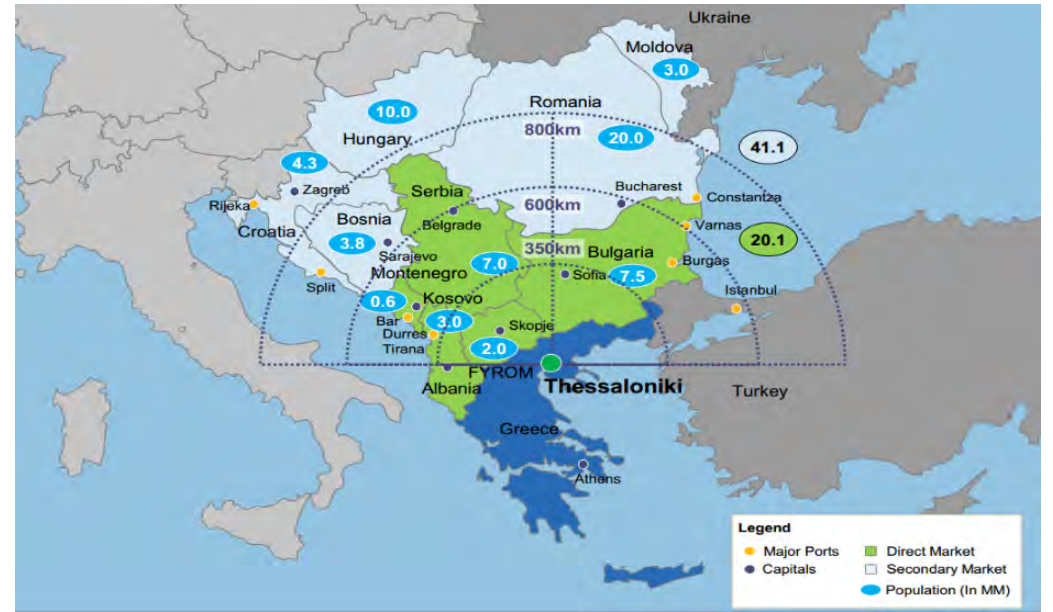 Ukraine
Moldova
3.0
Romania
10.0
800km
20.0
Hungary
41.1
4.3
Zagreb
Serbia
Bucharest
Constantza
Rijeka
600km
Bosnia
Belgrade
Varnas
Croatia
3.8
20.1
350km
Bulgaria
Sarajevo
7.0
Burgas
Montenegro
Sofia
7.5
Split
Istanbul
0.6
Kosovo
Bar
3.0
Skopje
Durres
Tirana
2.0
FYROM
Thessaloniki
Albania
Turkey
Greece
Athens
Legend
Major Ports
Direct Market
Capitals
Secondary Market
Population (In MM)